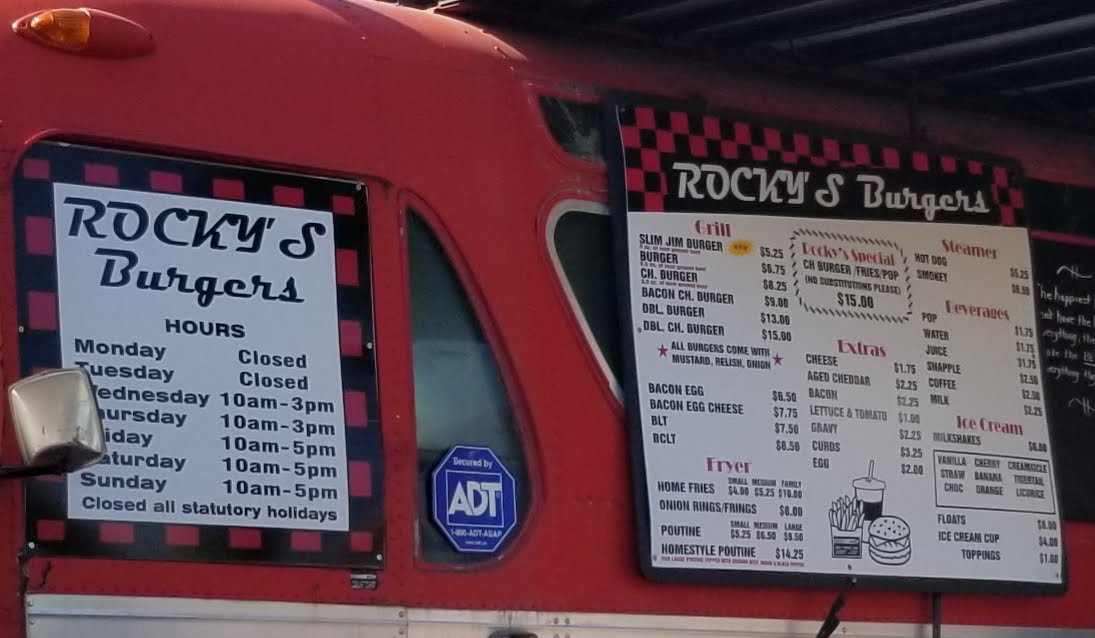 ROCKY'S
Burgers
HOURS
Monday Closed
Tuesday Closed
Wednesday 10am-3pm
Thursday 10am-3pm
Friday 10am-5pm
Saturday 10am-5pm
Sunday 10am-5pm
Closed all statutory holidays
Secured by
ADT
1-800-ADT-ASAP
ROCKY'S Burgers
Grill
SLIM JIM BURGER $5.25
BURGER $6.75
CH. BURGER $8.25
BACON CH. BURGER $9.00
DBL. BURGER $13.00
DBL. CH. BURGER $15.00
ALL BURGERS COME WITH
MUSTARD, RELISH, ONION
BACON EGG $6.50
BACON EGG CHEESE $7.75
BLT $7.50
BCLT $8.50
Fryer
SMALL MEDIUM FAMILY
HOME FRIES $4.00 $5.25 $10.00
ONION RINGS/FRINGS $6.00
SMALL MEDIUM LARGE
POUTINE $5.25 $6.50 $8.50
HOMESTYLE POUTINE $14.25
Rocky's Special
CH BURGER /FRIES/POP
(NO SUBSTITUTIONS PLEASE)
$15.00
Extras
CHEESE $1.75
AGED CHEDDAR $2.25
BACON $2.25
LETTUCE & TOMATO $1.00
GRAVY $2.25
CURDS $3.25
EGG $2.00
Steamer
HOT DOG $5.25
SMOKEY $6.50
Beverages
POP $1.75
WATER $1.75
JUICE $1.75
SNAPPLE $2.50
COFFEE $2.50
MILK $2.25
Ice Cream
MILKSHAKES $6.00
VANILLA CHERRY CREAMSICLE
STRAW BANANA TIGERTAIL
CHOC ORANGE LICORICE
FLOATS $6.00
ICE CREAM CUP $4.00
TOPPINGS $1.00
happiest
have the